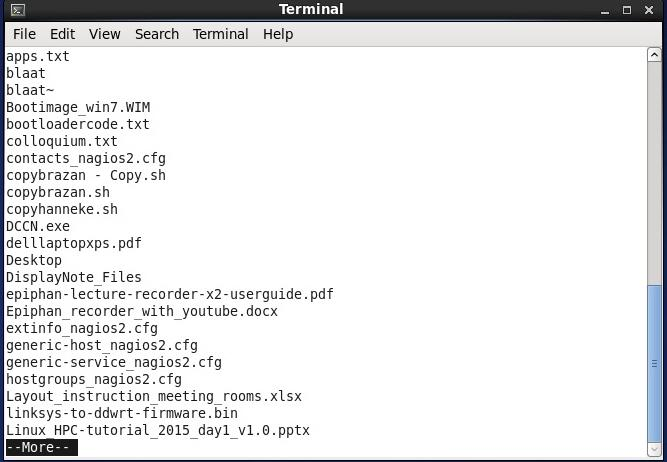 Terminal
File Edit View Search Terminal Help
apps.txt
blaat
blaat~
Bootimage_win7.WIM
bootloadercode.txt
colloquium.txt
contacts_nagios2.cfg
copybrazan - Copy.sh
copybrazan.sh
copyhanneke.sh
DCCN.exe
delllaptopxps.pdf
Desktop
DisplayNote_Files
epiphan-lecture-recorder-x2-userguide.pdf
Epiphan_recorder_with_youtube.docx
extinfo_nagios2.cfg
generic-host_nagios2.cfg
generic-service_nagios2.cfg
hostgroups_nagios2.cfg
Layout_instruction_meeting_rooms.xlsx
linksys-to-ddwrt-firmware.bin
Linux_HPC-tutorial_2015_day1_v1.0.pptx
--More--